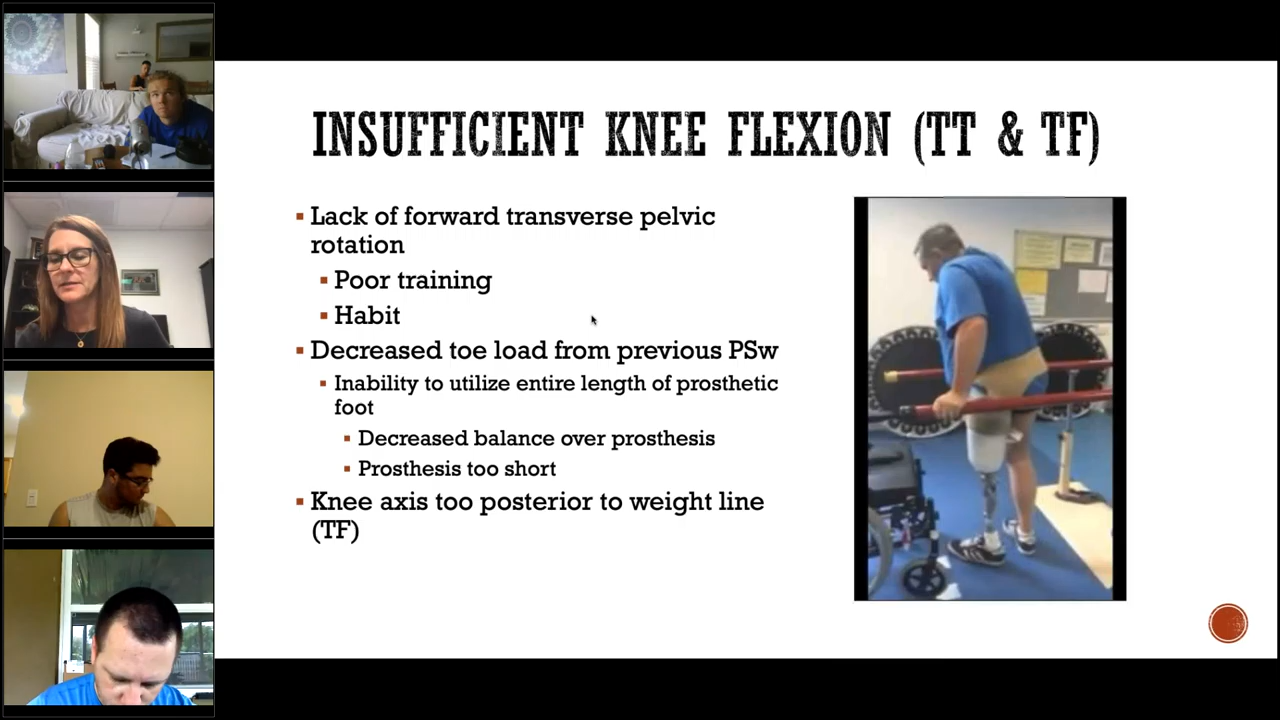 INSUFFICIENT KNEE FLEXION (TT & TF)
▪ Lack of forward transverse pelvic
rotation
▪ Poor training
▪ Habit
▪ Decreased toe load from previous PSw
▪ Inability to utilize entire length of prosthetic
foot
▪ Decreased balance over prosthesis
▪ Prosthesis too short
▪ Knee axis too posterior to weight line
(TF)